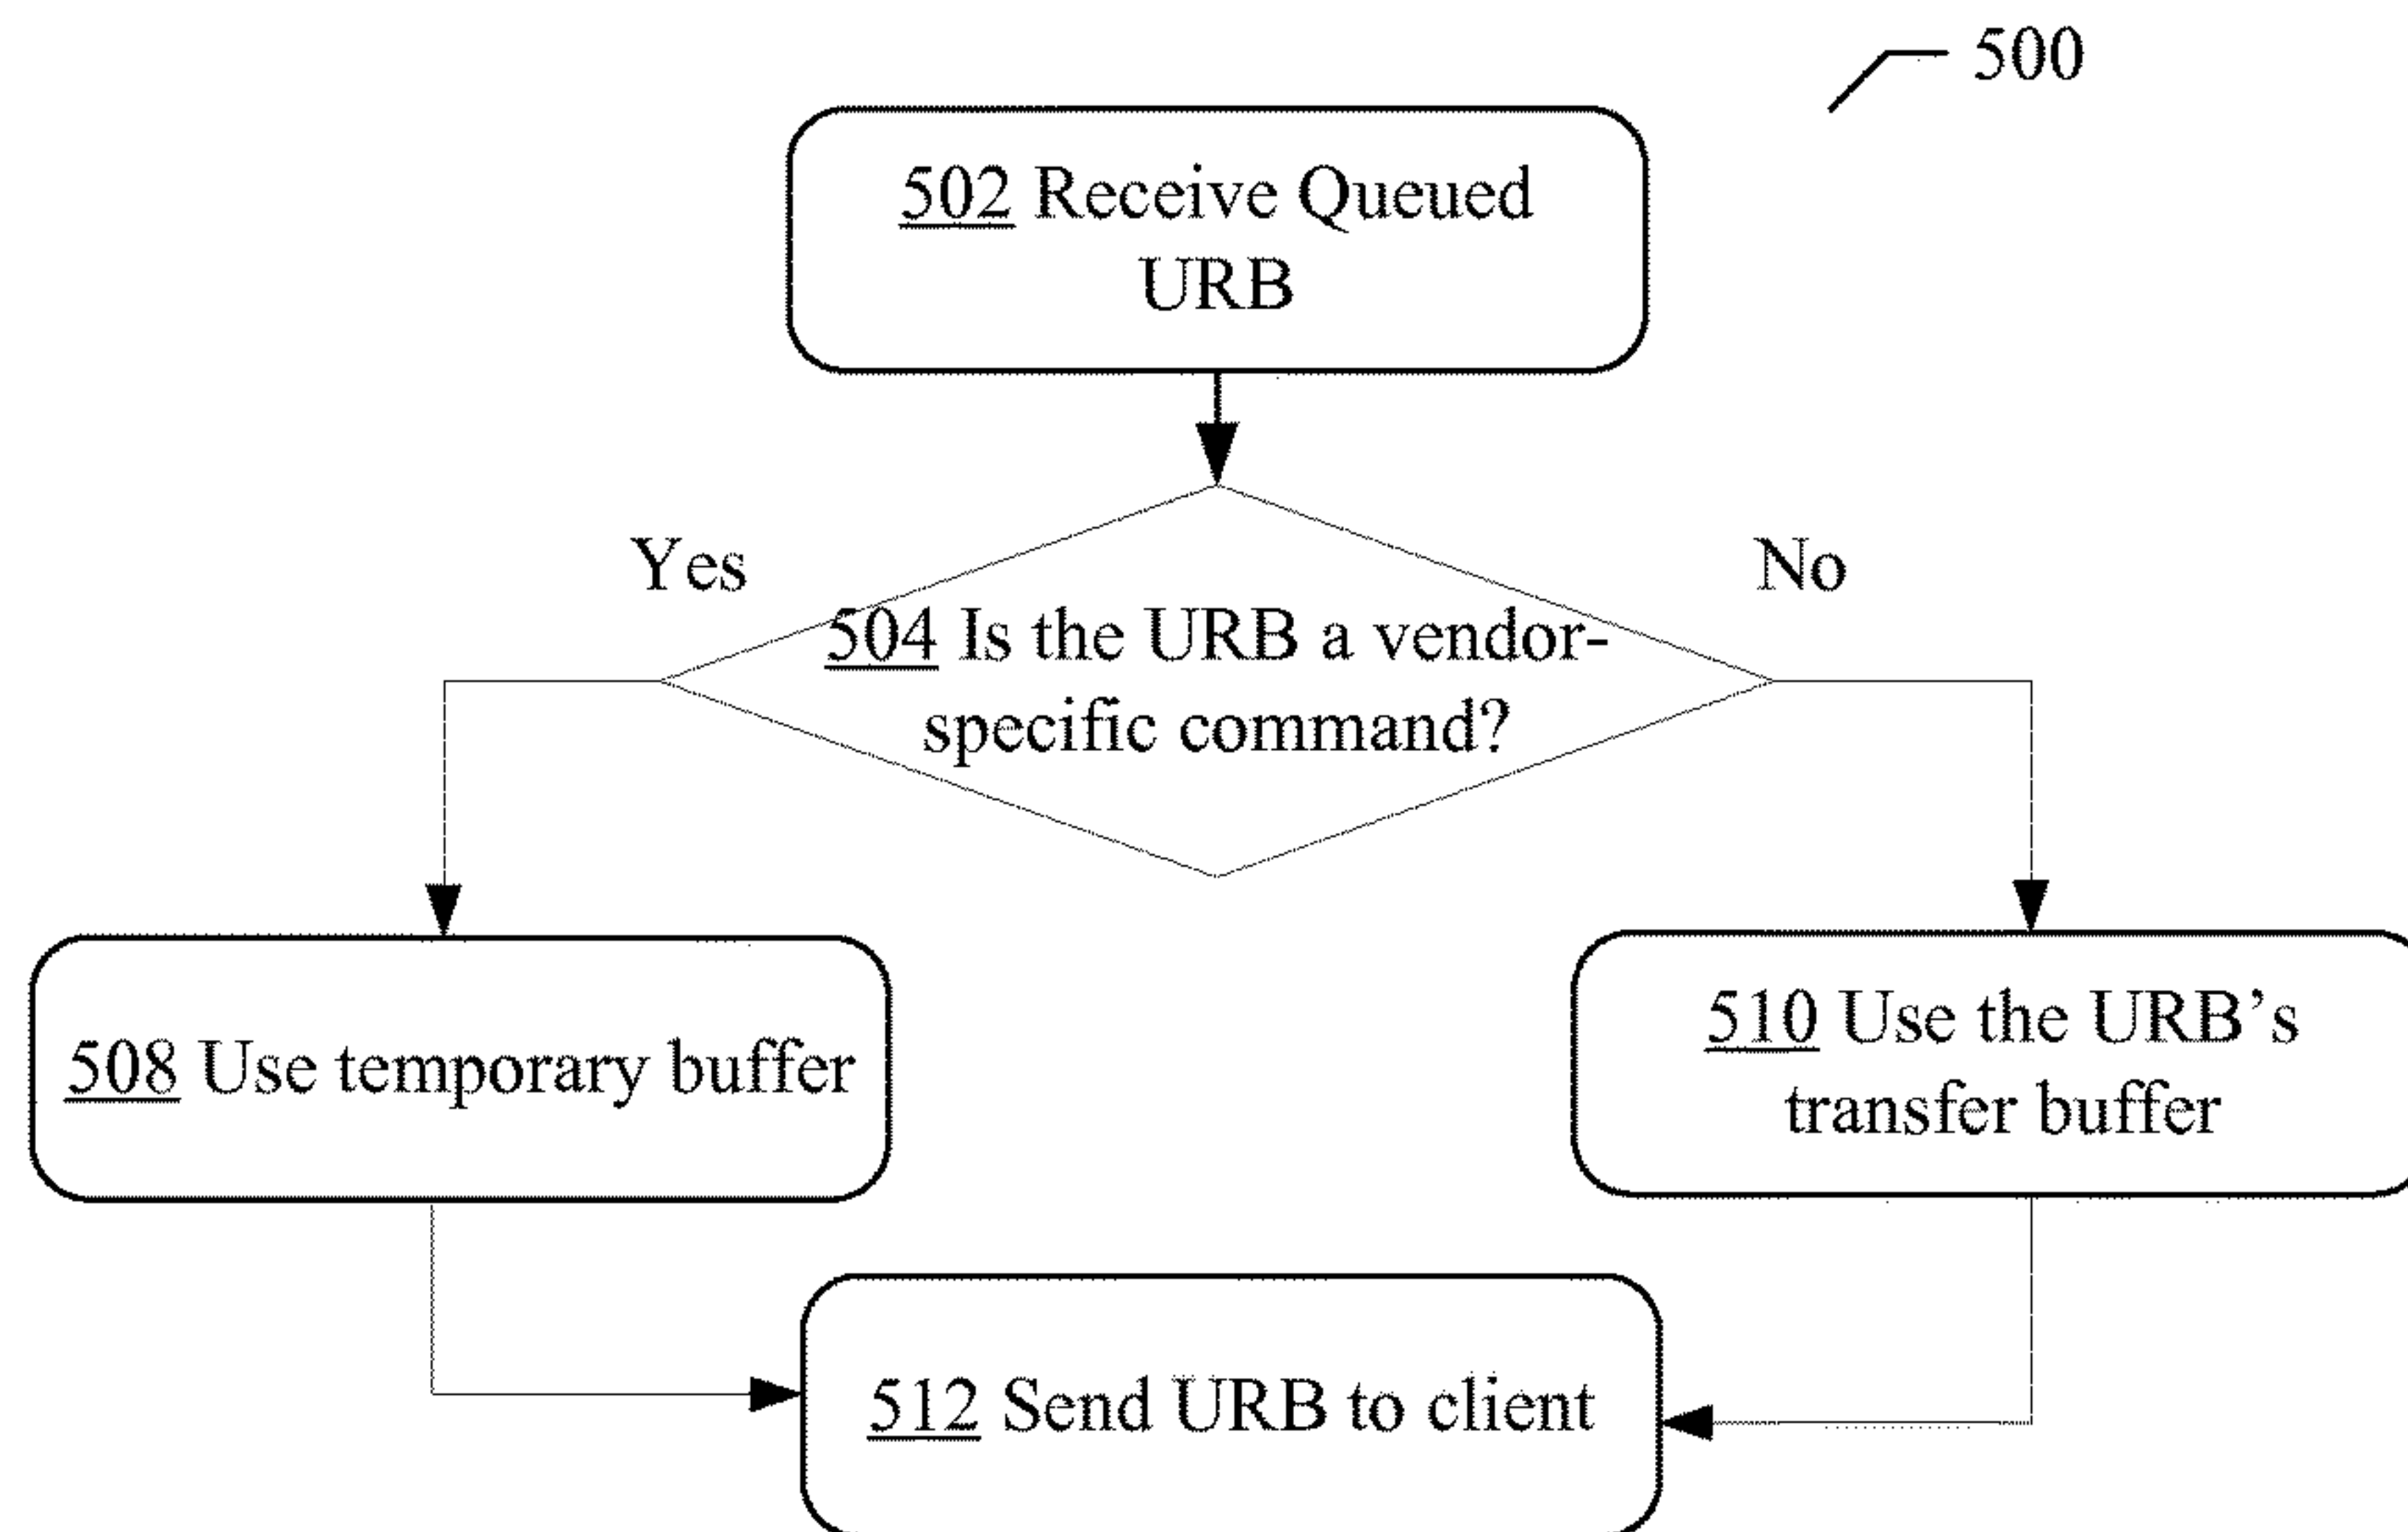 500
502 Receive Queued
URB
Yes
No
504 Is the URB a vendor-
specific command?
508 Use temporary buffer
510 Use the URB’s
transfer buffer
512 Send URB to client